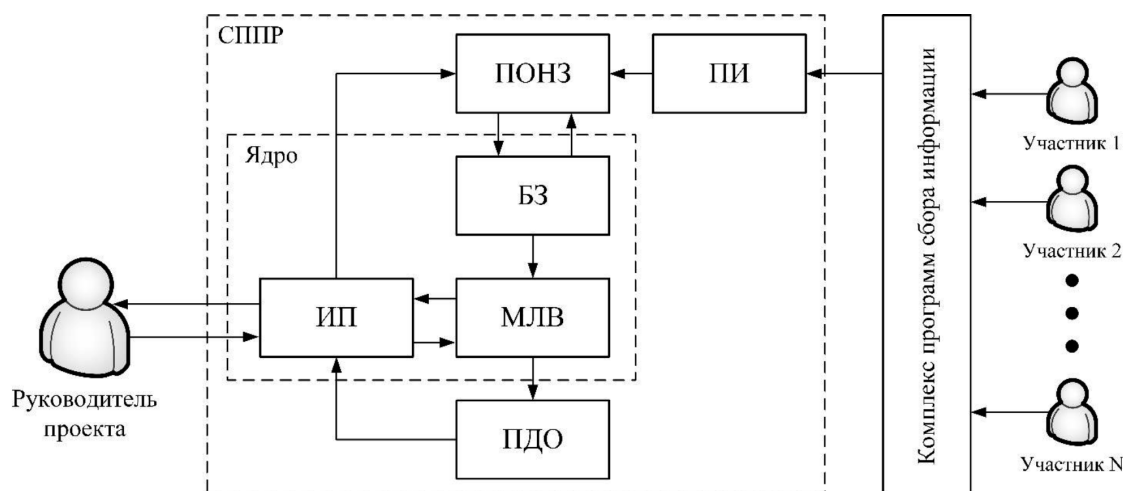 СППР
ПОНЗ
ПИ
Ядро
БЗ
ИП
МЛВ
ПДО
Руководитель
проекта
Комплекс программ сбора информации
Участник 1
Участник 2
Участник N